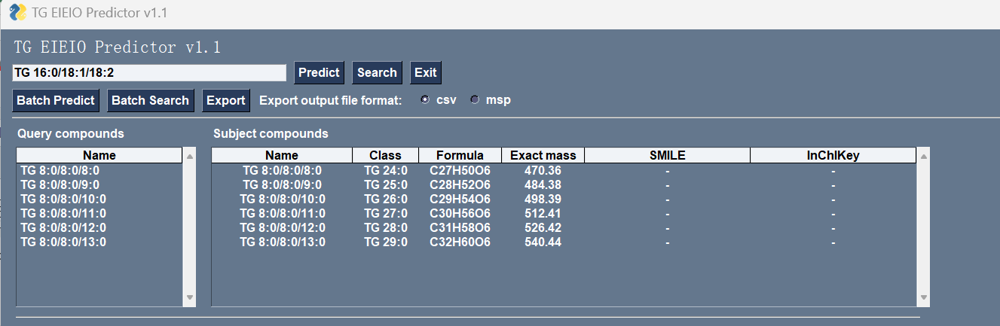 TG EIEIO Predictor v1.1
TG EIEIO Predictor v1.1
TG 16:0/18:1/18:2 Predict Search Exit
Batch Predict Batch Search Export Export output file format: csv msp
Query compounds Subject compounds
Name Name Class Formula Exact mass SMILE InChIKey
TG 8:0/8:0/8:0 TG 8:0/8:0/8:0 TG 24:0 C27H50O6 470.36 - -
TG 8:0/8:0/9:0 TG 8:0/8:0/9:0 TG 25:0 C28H52O6 484.38 - -
TG 8:0/8:0/10:0 TG 8:0/8:0/10:0 TG 26:0 C29H54O6 498.39 - -
TG 8:0/8:0/11:0 TG 8:0/8:0/11:0 TG 27:0 C30H56O6 512.41 - -
TG 8:0/8:0/12:0 TG 8:0/8:0/12:0 TG 28:0 C31H58O6 526.42 - -
TG 8:0/8:0/13:0 TG 8:0/8:0/13:0 TG 29:0 C32H60O6 540.44 - -